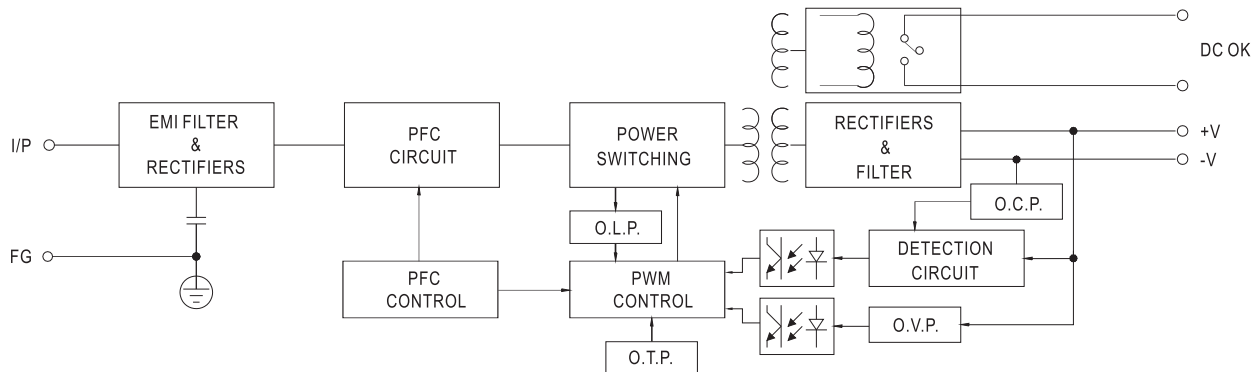 DC OK
I/P
EMI FILTER
&
RECTIFIERS
PFC
CIRCUIT
POWER
SWITCHING
RECTIFIERS
&
FILTER
+V
-V
O.C.P.
O.L.P.
FG
PFC
CONTROL
PWM
CONTROL
DETECTION
CIRCUIT
O.V.P.
O.T.P.